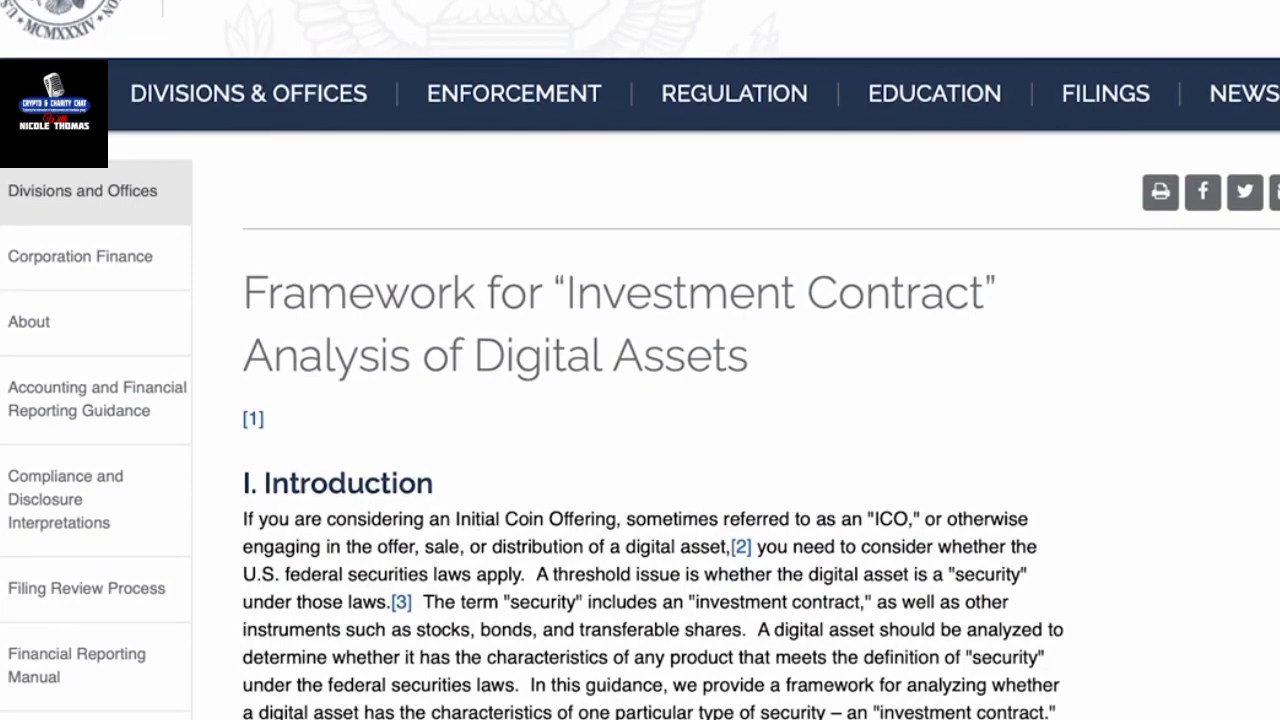 MCMXXXIV
DIVISIONS & OFFICES
ENFORCEMENT
REGULATION
EDUCATION
FILINGS
NEWS
CRYPTO & CHARITY CHAT
With
NICOLE THOMAS
Divisions and Offices
Corporation Finance
About
Accounting and Financial
Reporting Guidance
Compliance and
Disclosure
Interpretations
Filing Review Process
Financial Reporting
Manual
Framework for “Investment Contract”
Analysis of Digital Assets
[1]
I. Introduction
If you are considering an Initial Coin Offering, sometimes referred to as an "ICO," or otherwise
engaging in the offer, sale, or distribution of a digital asset,[2] you need to consider whether the
U.S. federal securities laws apply.  A threshold issue is whether the digital asset is a "security"
under those laws.[3]  The term "security" includes an "investment contract," as well as other
instruments such as stocks, bonds, and transferable shares.  A digital asset should be analyzed to
determine whether it has the characteristics of any product that meets the definition of "security"
under the federal securities laws.  In this guidance, we provide a framework for analyzing whether
a digital asset has the characteristics of one particular type of security – an "investment contract."